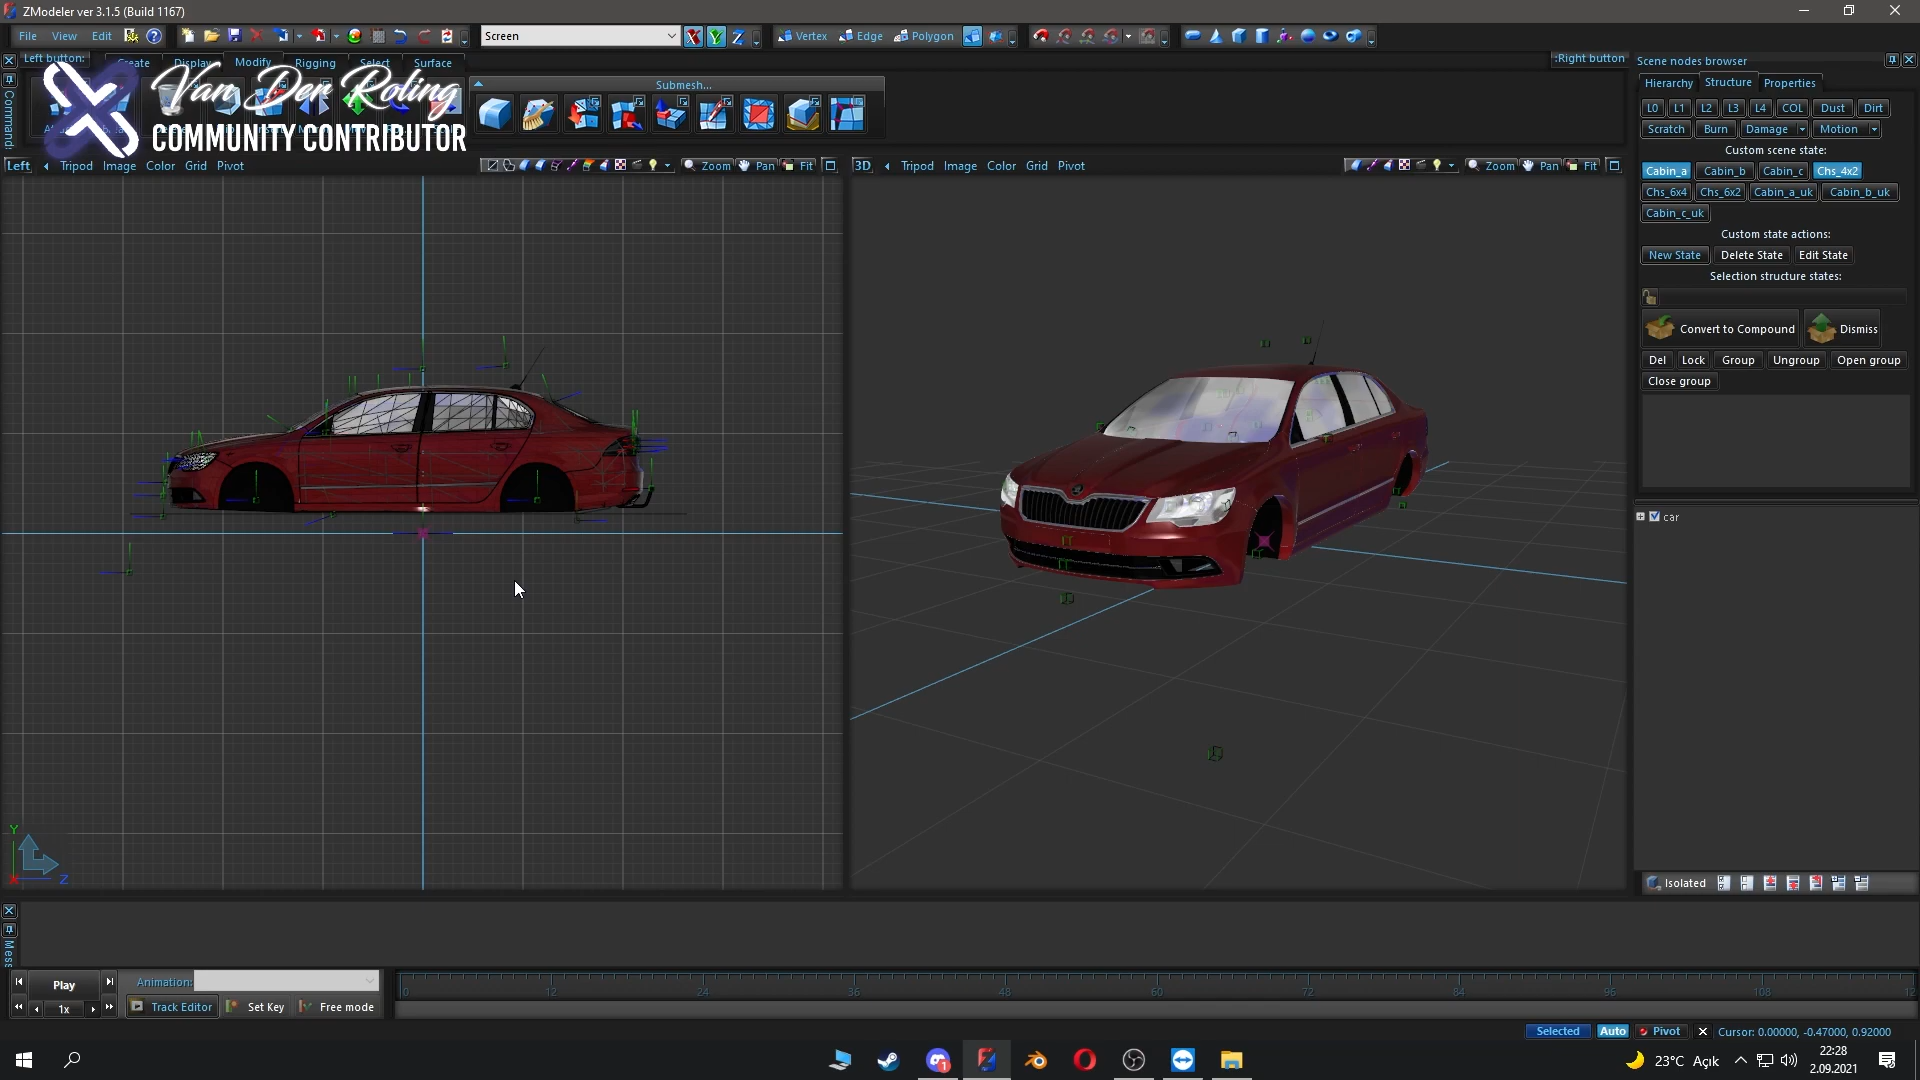 ZModeler ver 3.1.5 (Build 1167)
File View Edit
Screen
X Y Z
Vertex Edge Polygon
Left button:
Create Display Modify Rigging Select Surface
:Right button
Submesh...
Commands
Van Der Roling
COMMUNITY CONTRIBUTOR
Left Tripod Image Color Grid Pivot
Zoom Pan Fit
3D Tripod Image Color Grid Pivot
Zoom Pan Fit
Scene nodes browser
Hierarchy Structure Properties
L0 L1 L2 L3 L4 COL Dust Dirt
Scratch Burn Damage Motion
Custom scene state:
Cabin_a Cabin_b Cabin_c Chs_4x2
Chs_6x4 Chs_6x2 Cabin_a_uk Cabin_b_uk
Cabin_c_uk
Custom state actions:
New State Delete State Edit State
Selection structure states:
Convert to Compound Dismiss
Del Lock Group Ungroup Open group
Close group
car
Y
Z
Isolated
Mess
Play
Animation:
1x
Track Editor Set Key Free mode
0 12 24 36 48 60 72 84 96 108 12
Selected Auto Pivot Cursor: 0.00000, -0.47000, 0.92000
1
23°C Açık
22:28
2.09.2021